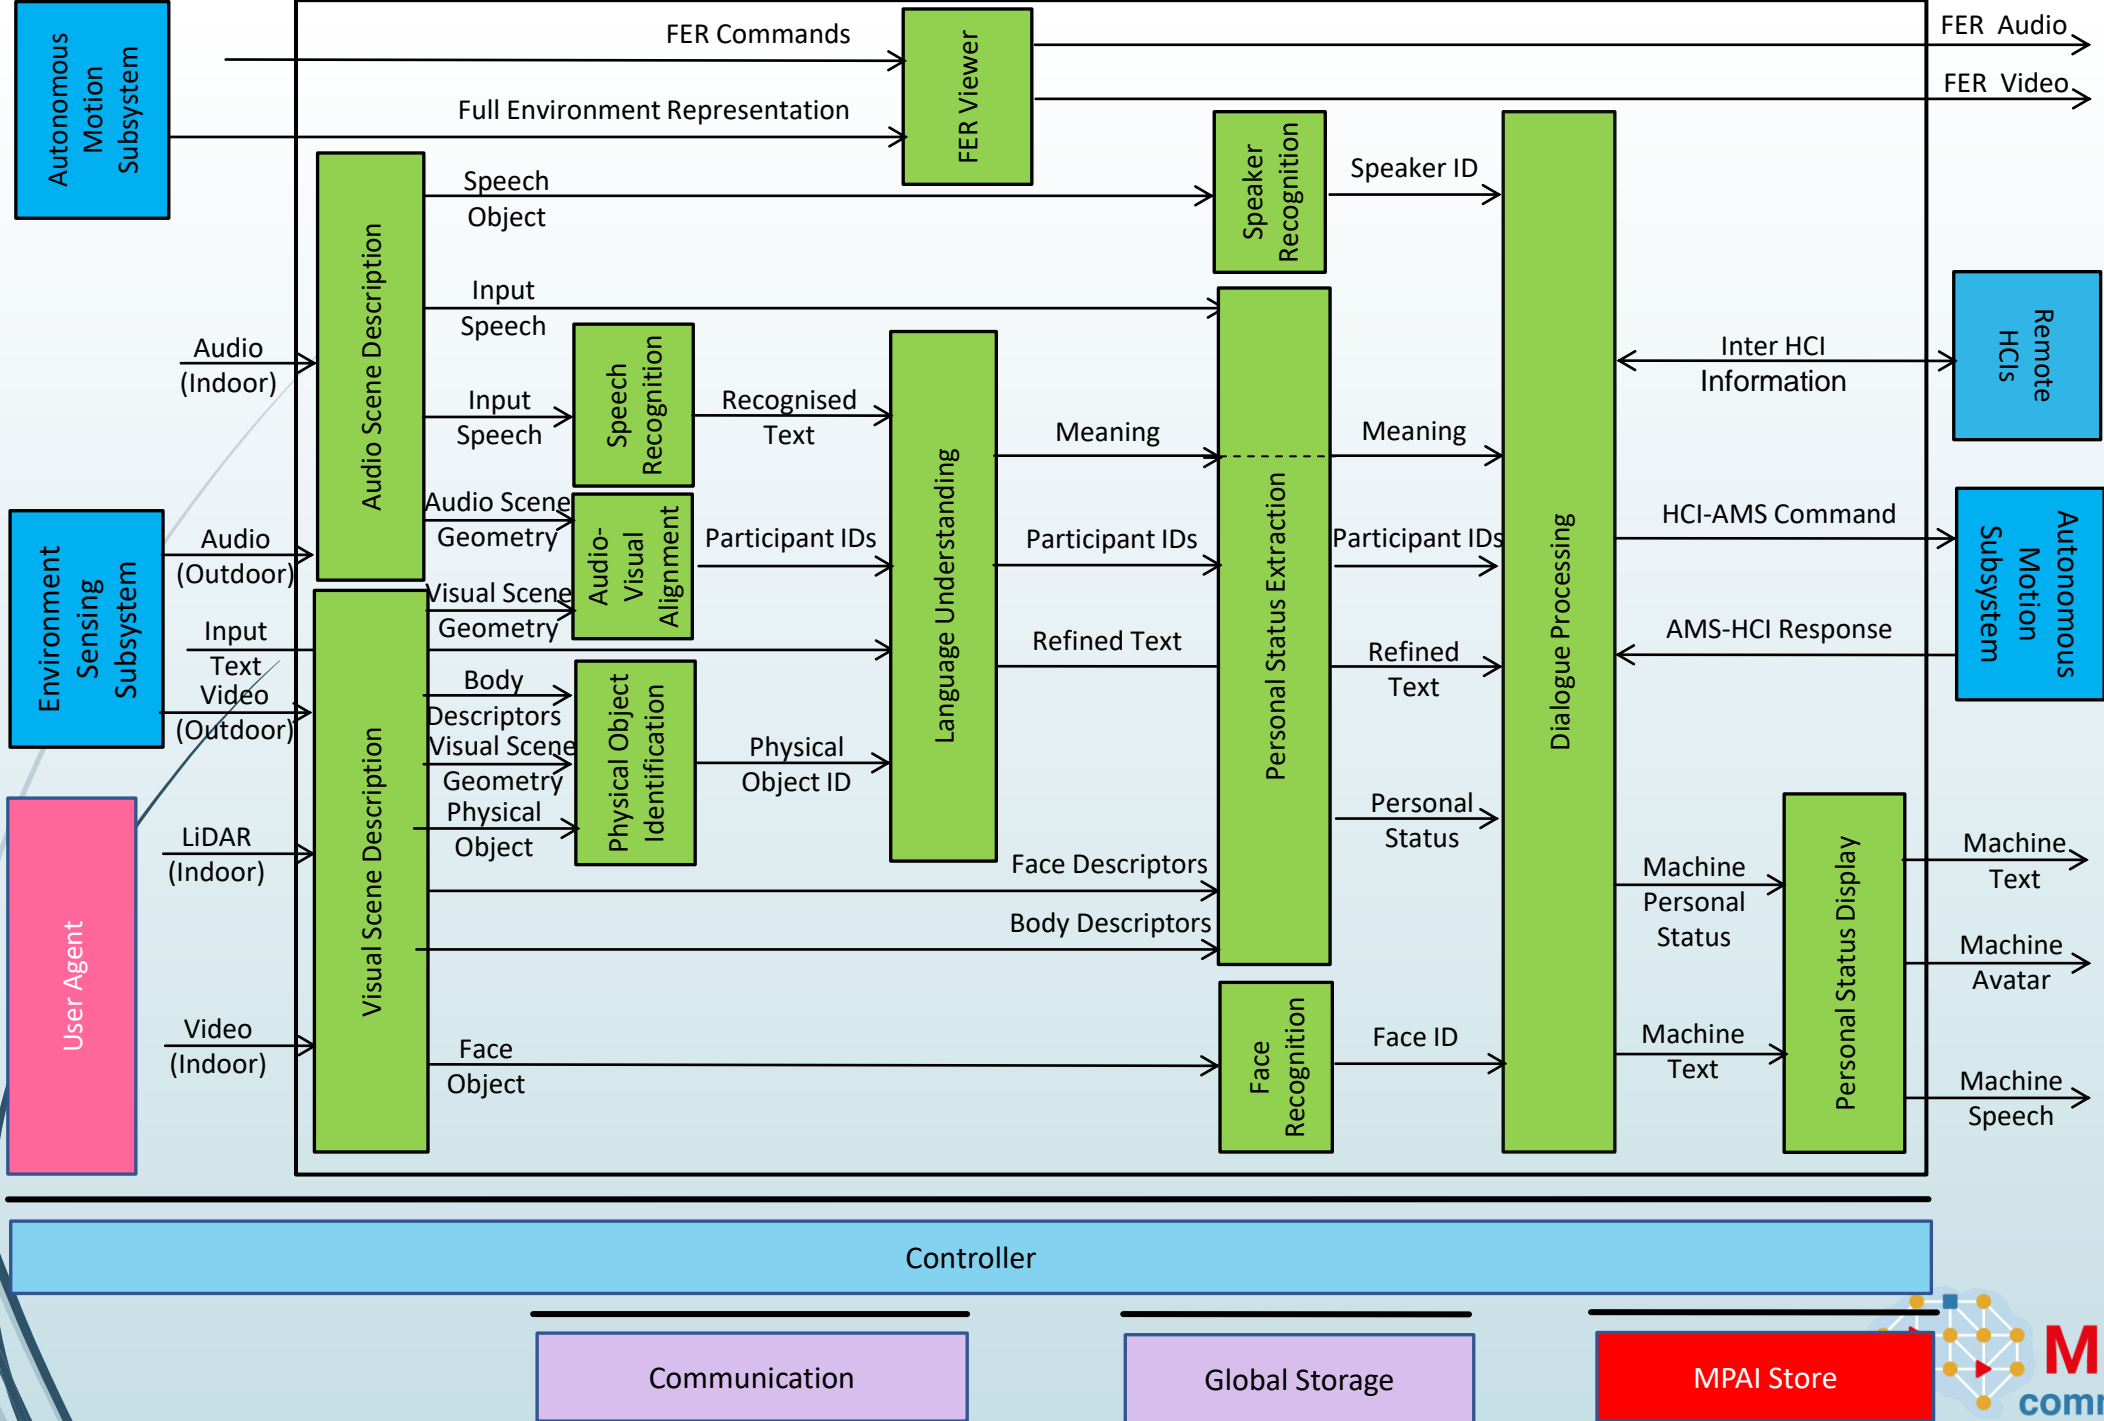 Autonomous
Motion
Subsystem
FER Commands
Full Environment Representation
FER Viewer
FER Audio
FER Video
Audio Scene Description
Speech
Object
Speaker
Recognition
Speaker ID
Dialogue Processing
Input
Speech
Audio
(Indoor)
Input
Speech
Speech
Recognition
Recognised
Text
Language Understanding
Meaning
Personal Status Extraction
Meaning
Inter HCI
Information
Remote
HCIs
Environment
Sensing
Subsystem
Audio
(Outdoor)
Audio Scene
Geometry
Visual Scene
Geometry
Audio-
Visual
Alignment
Participant IDs
Participant IDs
Participant IDs
HCI-AMS Command
AMS-HCI Response
Autonomous
Motion
Subsystem
Input
Text
Video
(Outdoor)
Refined Text
Refined
Text
Visual Scene Description
Body
Descriptors
Visual Scene
Geometry
Physical
Object
Physical Object
Identification
Physical
Object ID
Personal
Status
User Agent
LiDAR
(Indoor)
Face Descriptors
Body Descriptors
Machine
Personal
Status
Personal Status Display
Machine
Text
Machine
Avatar
Video
(Indoor)
Face
Object
Face
Recognition
Face ID
Machine
Text
Machine
Speech
Controller
Communication
Global Storage
MPAI Store
M
com